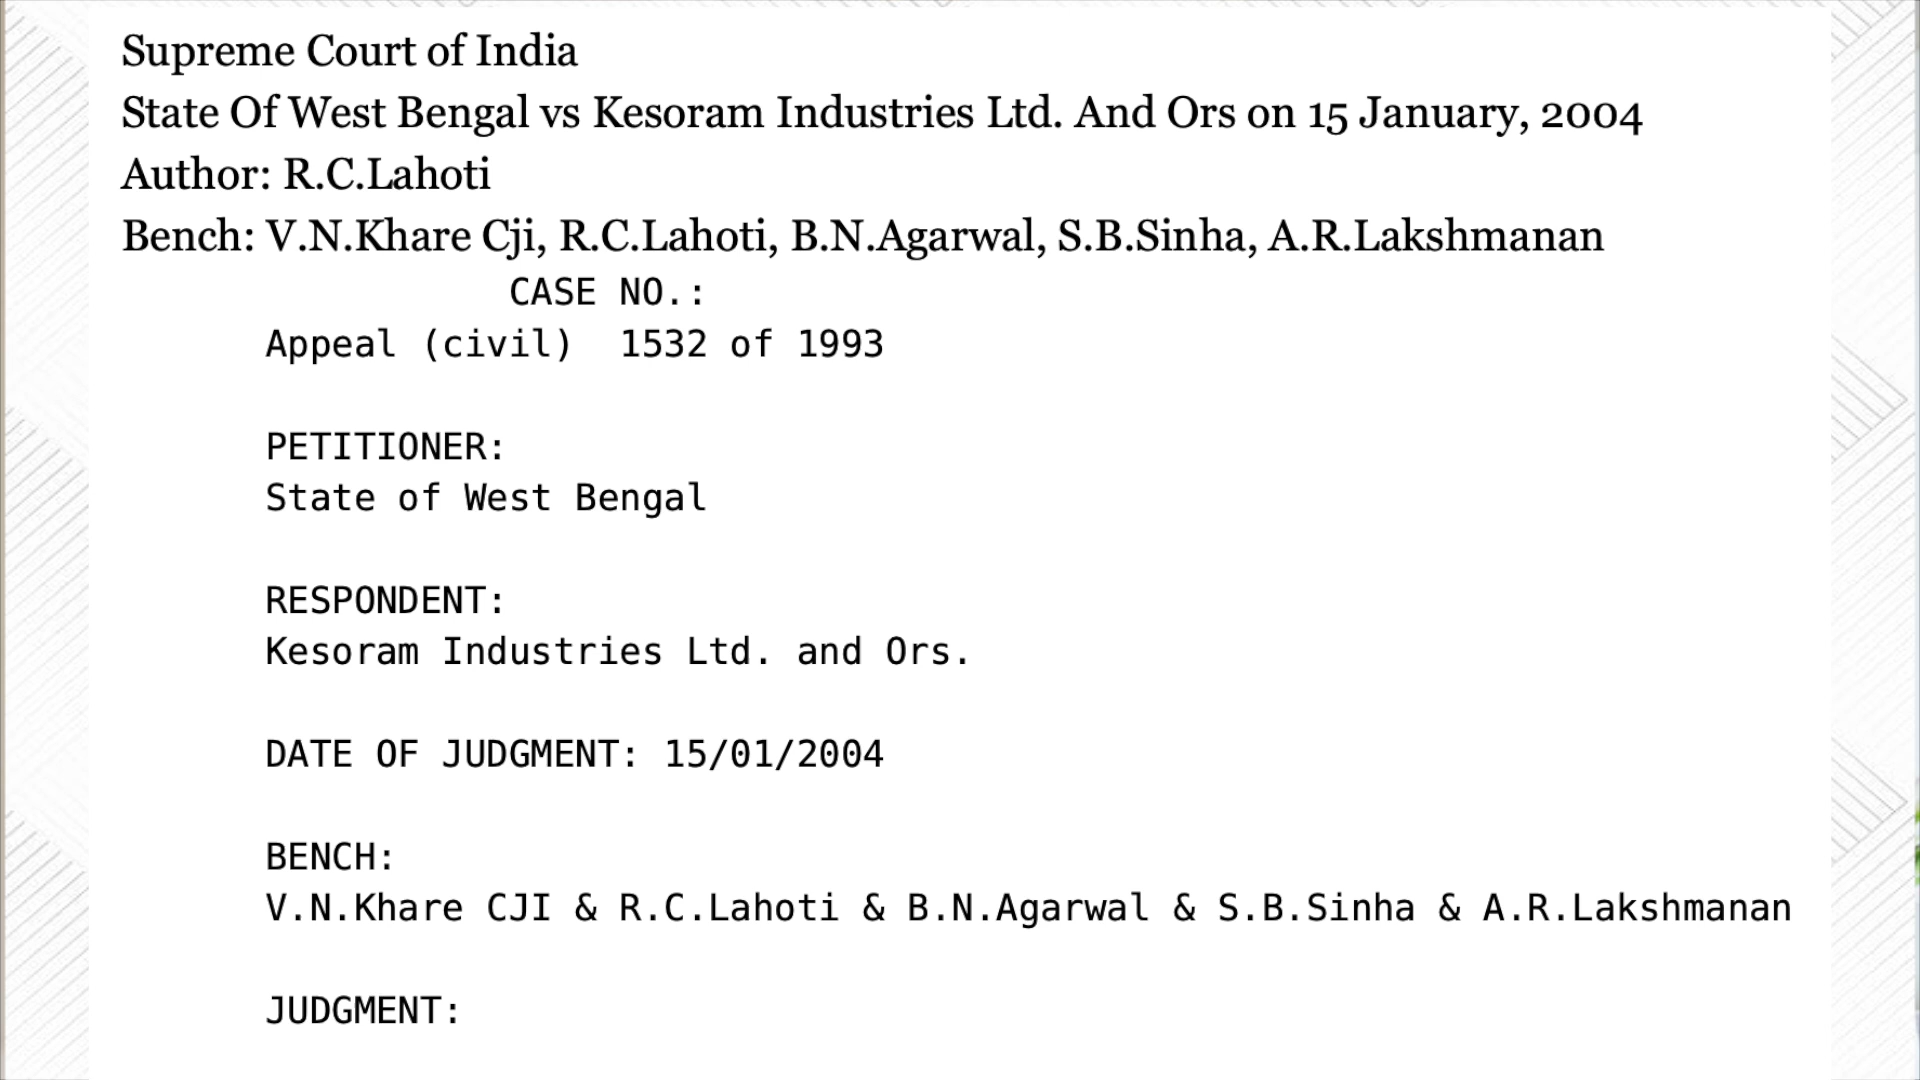 Supreme Court of India
State Of West Bengal vs Kesoram Industries Ltd. And Ors on 15 January, 2004
Author: R.C.Lahoti
Bench: V.N.Khare Cji, R.C.Lahoti, B.N.Agarwal, S.B.Sinha, A.R.Lakshmanan
CASE NO.:
Appeal (civil)  1532 of 1993
PETITIONER:
State of West Bengal
RESPONDENT:
Kesoram Industries Ltd. and Ors.
DATE OF JUDGMENT: 15/01/2004
BENCH:
V.N.Khare CJI & R.C.Lahoti & B.N.Agarwal & S.B.Sinha & A.R.Lakshmanan
JUDGMENT: